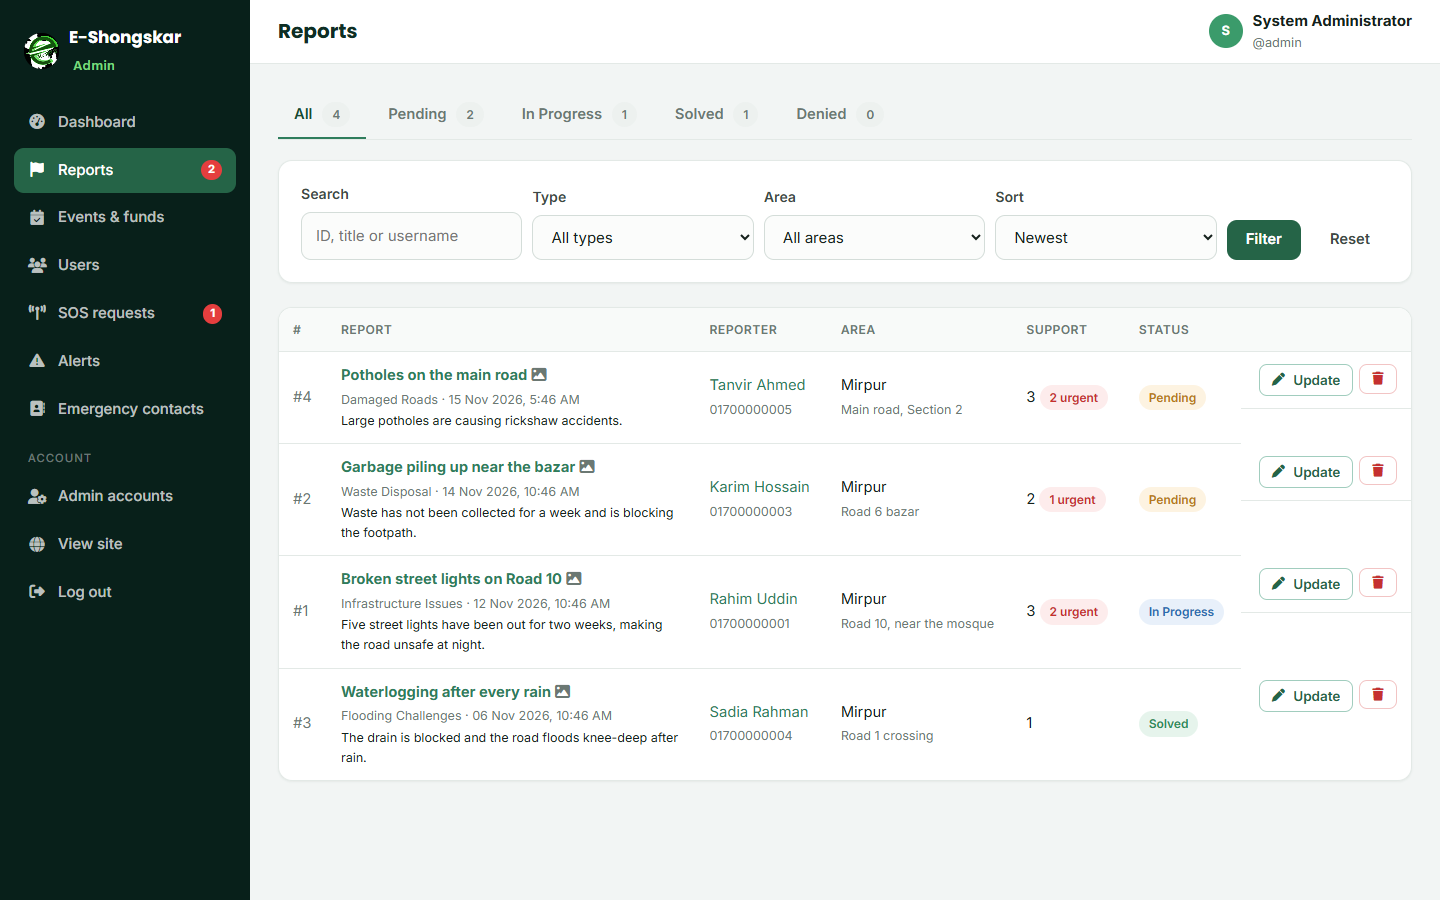 E-Shongskar
Admin
Dashboard
Reports 2
Events & funds
Users
SOS requests 1
Alerts
Emergency contacts
ACCOUNT
Admin accounts
View site
Log out
Reports
S
System Administrator
@admin
All 4 Pending 2 In Progress 1 Solved 1 Denied 0
Search Type Area Sort
ID, title or username All types All areas Newest Filter Reset
# REPORT REPORTER AREA SUPPORT STATUS
#4
Potholes on the main road
Damaged Roads · 15 Nov 2026, 5:46 AM
Large potholes are causing rickshaw accidents.
Tanvir Ahmed
01700000005
Mirpur
Main road, Section 2
3 2 urgent
Pending
Update
#2
Garbage piling up near the bazar
Waste Disposal · 14 Nov 2026, 10:46 AM
Waste has not been collected for a week and is blocking
the footpath.
Karim Hossain
01700000003
Mirpur
Road 6 bazar
2 1 urgent
Pending
Update
#1
Broken street lights on Road 10
Infrastructure Issues · 12 Nov 2026, 10:46 AM
Five street lights have been out for two weeks, making
the road unsafe at night.
Rahim Uddin
01700000001
Mirpur
Road 10, near the mosque
3 2 urgent
In Progress
Update
#3
Waterlogging after every rain
Flooding Challenges · 06 Nov 2026, 10:46 AM
The drain is blocked and the road floods knee-deep after
rain.
Sadia Rahman
01700000004
Mirpur
Road 1 crossing
1
Solved
Update